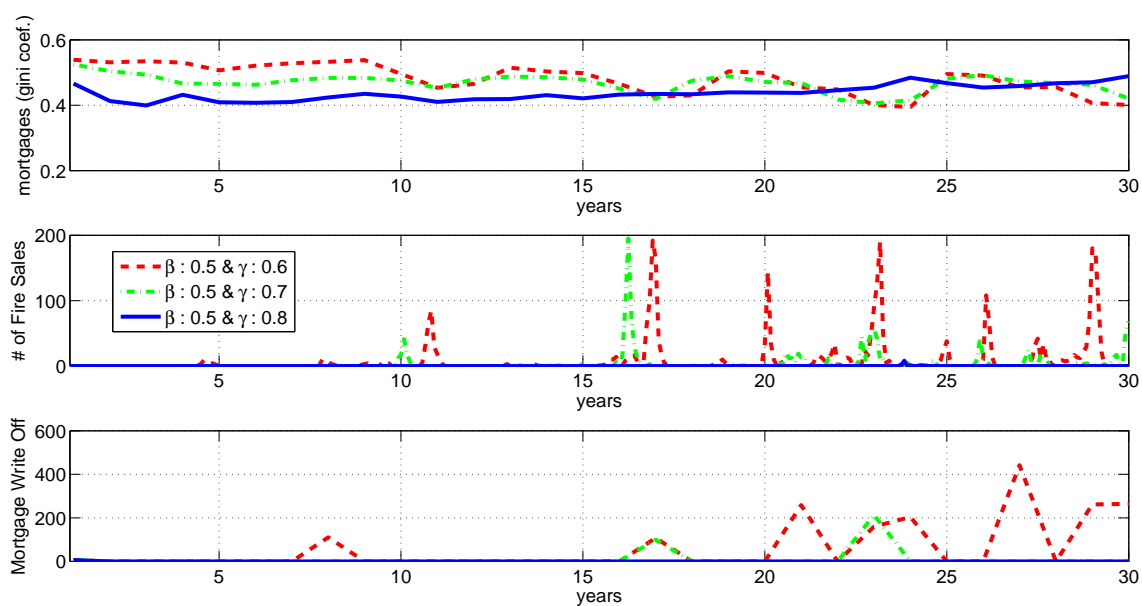 mortgages (gini coef.)
0.6
0.4
0.2
5 10 15 20 25 30
years
# of Fire Sales
200
100
0
β : 0.5 & γ : 0.6
β : 0.5 & γ : 0.7
β : 0.5 & γ : 0.8
5 10 15 20 25 30
years
Mortgage Write Off
600
400
200
0
5 10 15 20 25 30
years